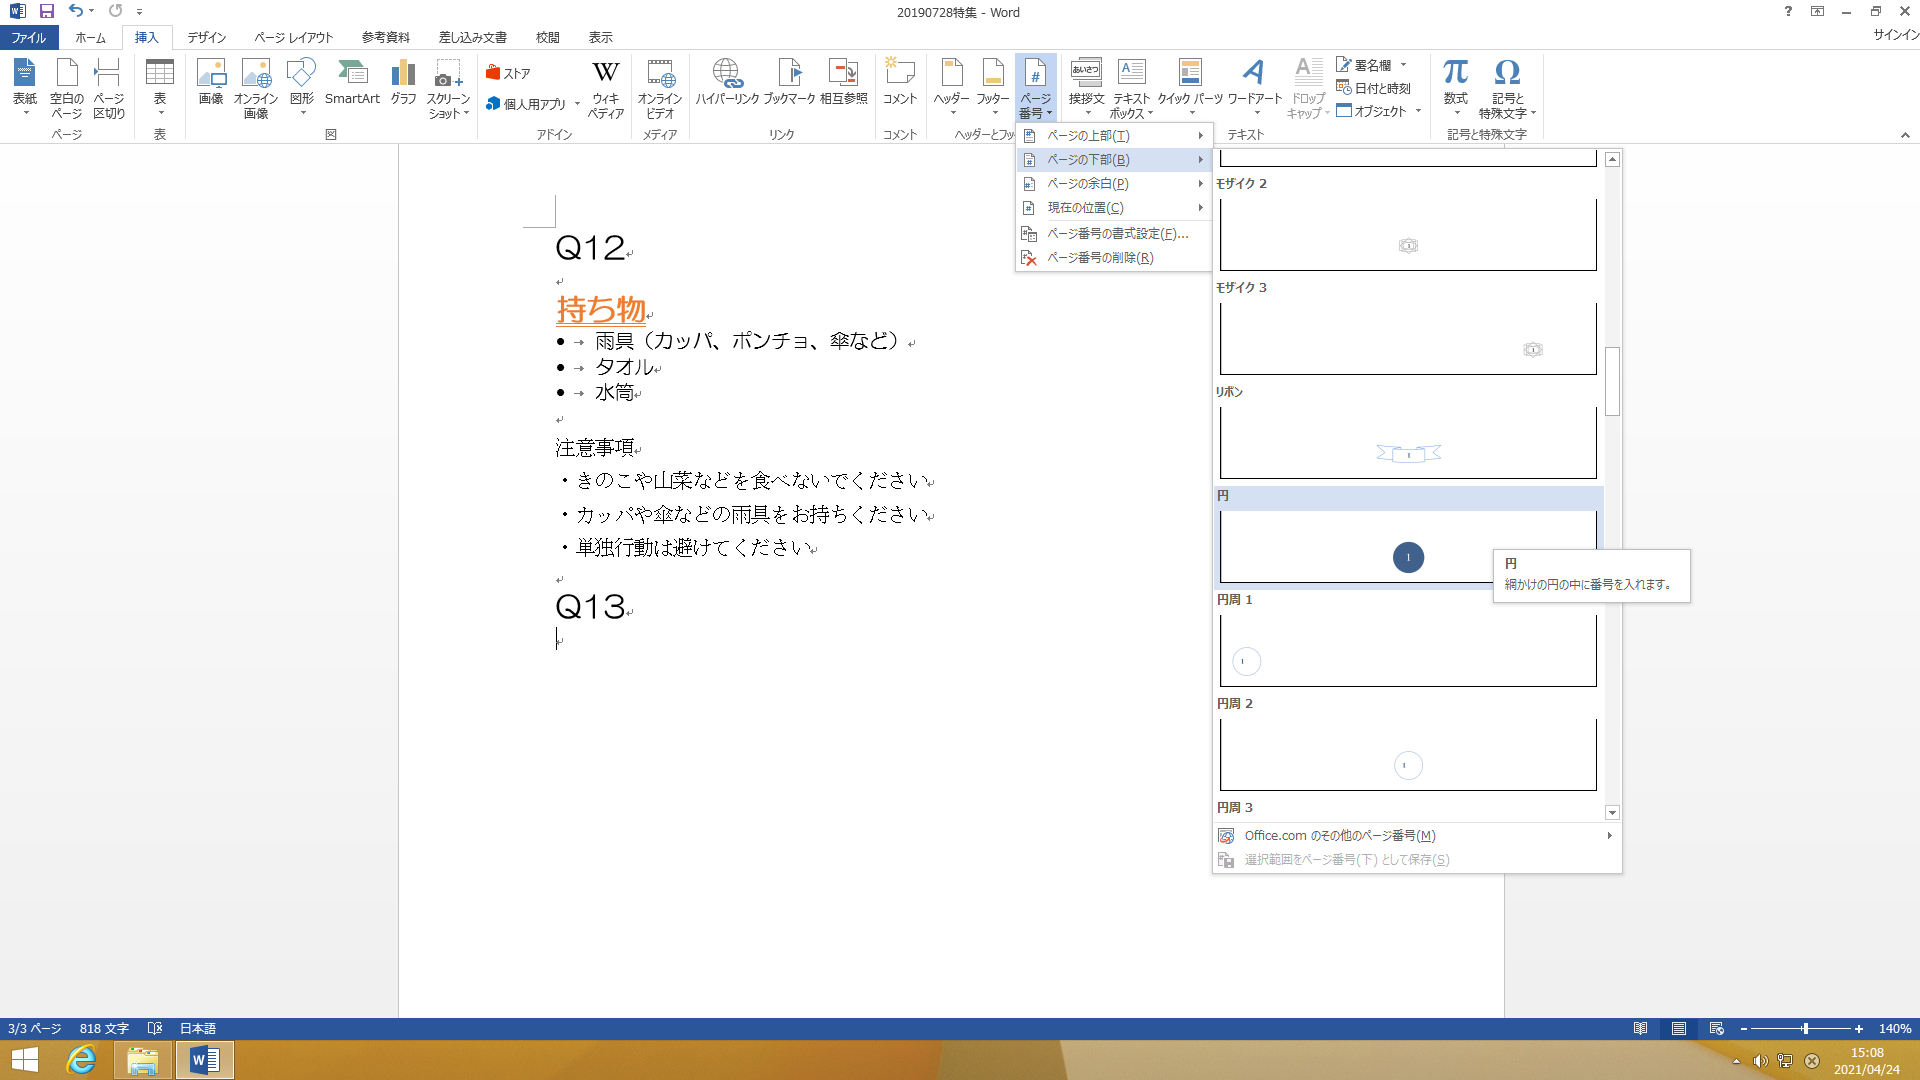 20190728特集 - Word
サインイン
ファイル ホーム 挿入 デザイン ページ レイアウト 参考資料 差し込み文書 校閲 表示
表紙
空白の
ページ
ページ
区切り
ページ
表
表
画像
オンライン
画像
図形
SmartArt
グラフ
スクリーン
ショット
図
ストア
個人用アプリ
W
ウィキ
ペディア
アドイン
オンライン
ビデオ
メディア
ハイパーリンク
ブックマーク
相互参照
リンク
コメント
コメント
ヘッダー
フッター
ページ
番号
ヘッダーとフッ
あいさつ
挨拶文
テキスト
ボックス
クイック パーツ
ワードアート
ドロップ
キャップ
署名欄
日付と時刻
オブジェクト
テキスト
π
数式
Ω
記号と
特殊文字
記号と特殊文字
ページの上部(T)
ページの下部(B)
ページの余白(P)
現在の位置(C)
ページ番号の書式設定(F)...
ページ番号の削除(R)
モザイク 2
モザイク 3
1
リボン
1
円
1
円
網かけの円の中に番号を入れます。
円周 1
1
円周 2
1
円周 3
Office.com のその他のページ番号(M)
選択範囲をページ番号(下) として保存(S)
Q12
持ち物
● → 雨具（カッパ、ポンチョ、傘など）
● → タオル
● → 水筒
注意事項
・きのこや山菜などを食べないでください
・カッパや傘などの雨具をお持ちください
・単独行動は避けてください
Q13
3/3 ページ 818 文字 日本語
140%
15:08
2021/04/24